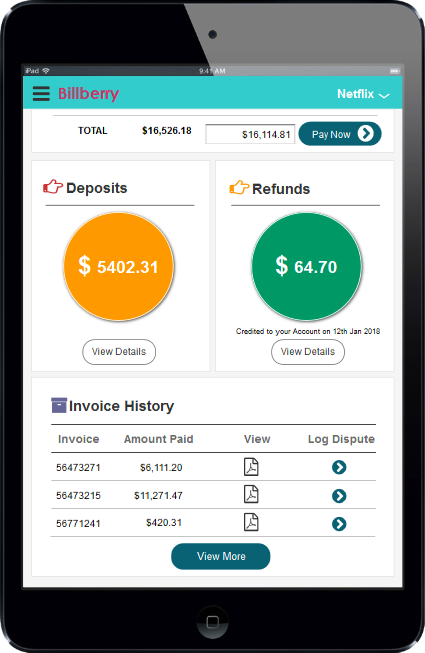 iPad 9:41 AM
Billberry Netflix
TOTAL $16,526.18 $16,114.81 Pay Now
Deposits
$ 5402.31
View Details
Refunds
$ 64.70
Credited to your Account on 12th Jan 2018
View Details
Invoice History
Invoice Amount Paid View Log Dispute
56473271 $6,111.20
56473215 $11,271.47
56771241 $420.31
View More